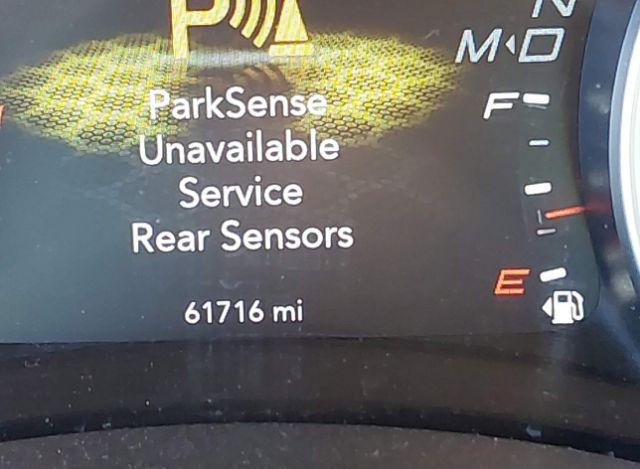 P
N
M D
ParkSense
Unavailable
Service
Rear Sensors
61716 mi
F
E